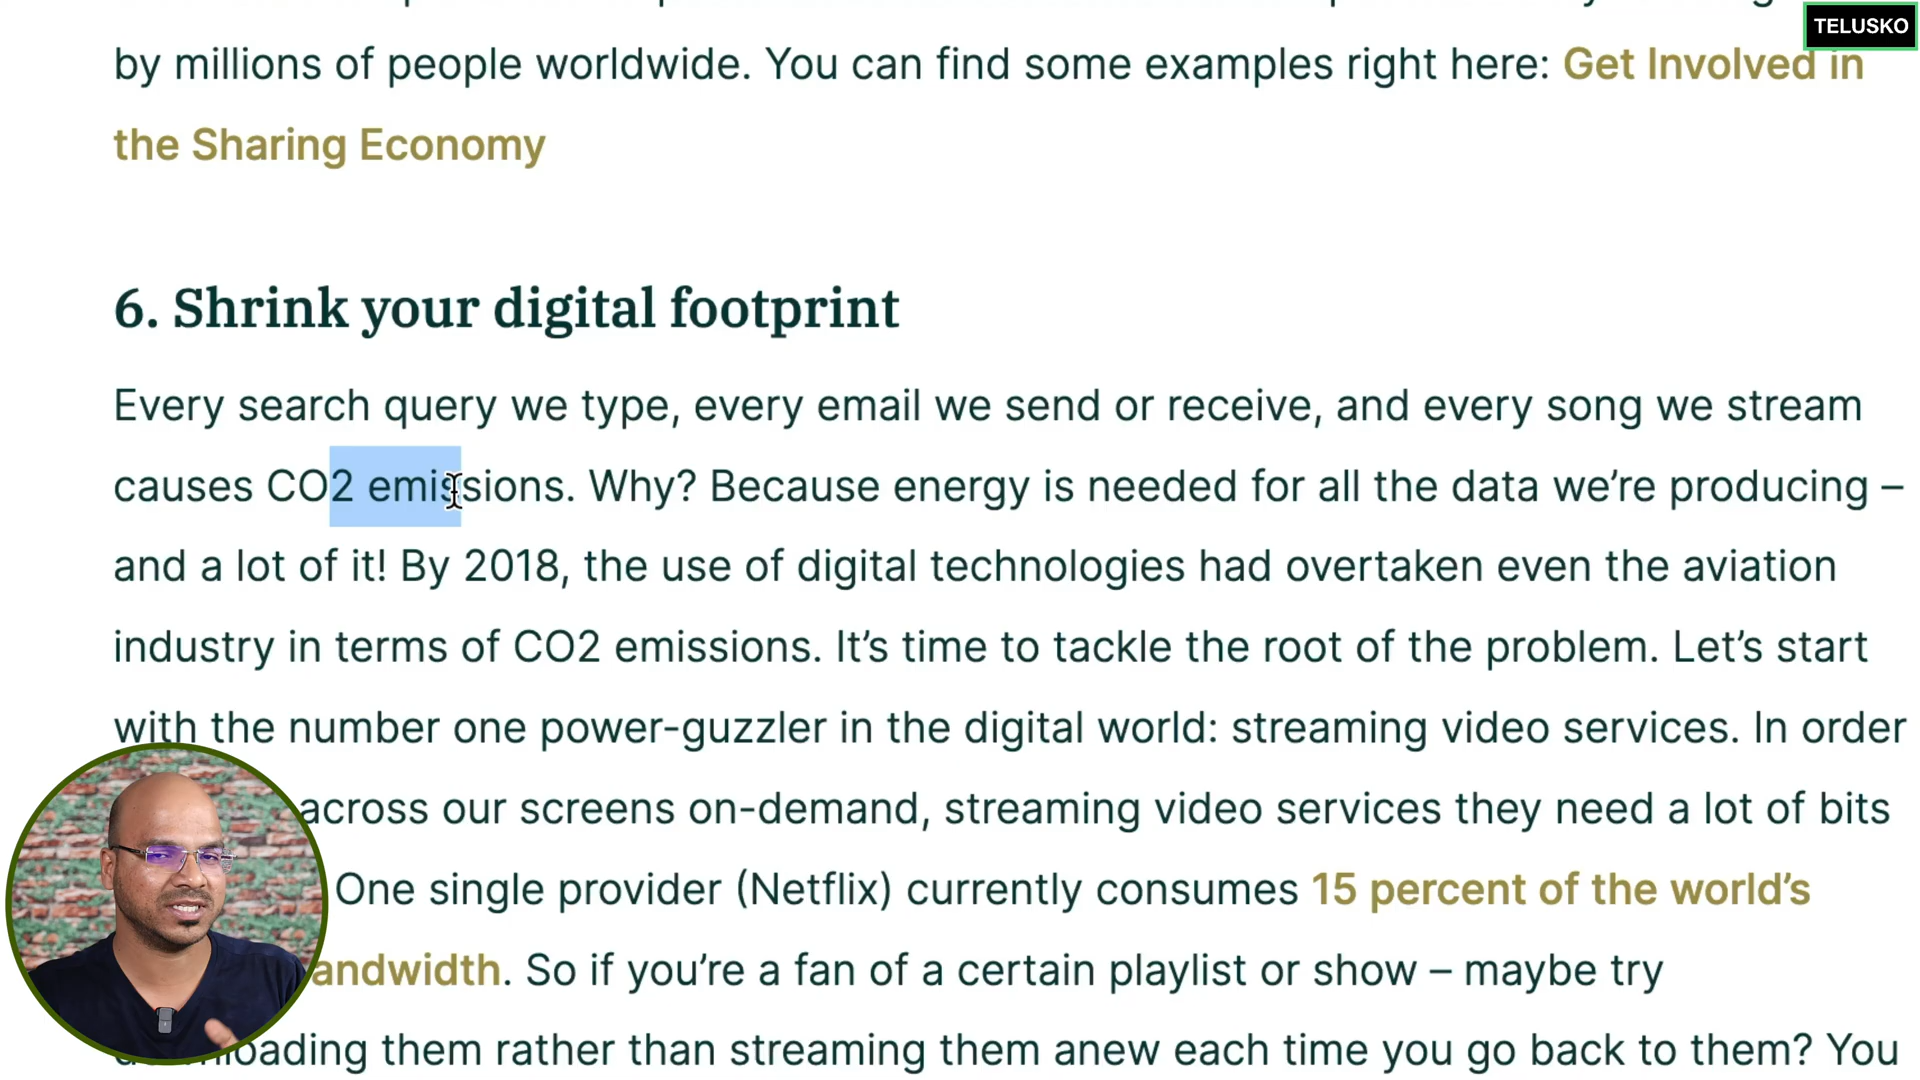 TELUSKO
by millions of people worldwide. You can find some examples right here: Get Involved in
the Sharing Economy
6. Shrink your digital footprint
Every search query we type, every email we send or receive, and every song we stream
causes CO2 emissions. Why? Because energy is needed for all the data we’re producing –
and a lot of it! By 2018, the use of digital technologies had overtaken even the aviation
industry in terms of CO2 emissions. It’s time to tackle the root of the problem. Let’s start
with the number one power-guzzler in the digital world: streaming video services. In order
across our screens on-demand, streaming video services they need a lot of bits
One single provider (Netflix) currently consumes 15 percent of the world’s
andwidth. So if you’re a fan of a certain playlist or show – maybe try
oading them rather than streaming them anew each time you go back to them? You